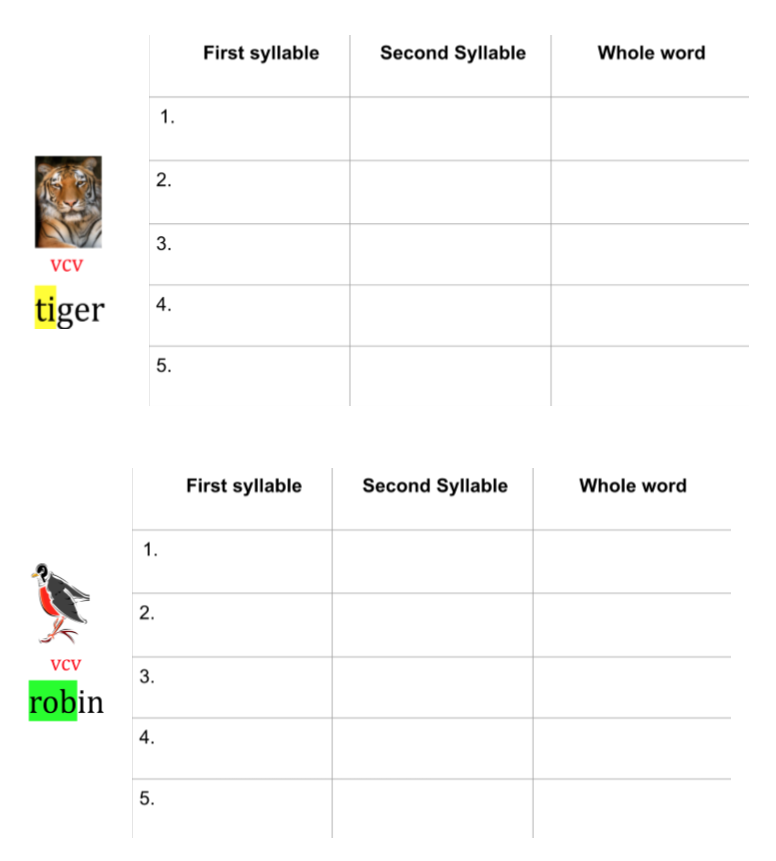 First syllable Second Syllable Whole word
1.
2.
3.
vcv
4.
tiger
5.
First syllable Second Syllable Whole word
1.
2.
vcv
3.
robin
4.
5.